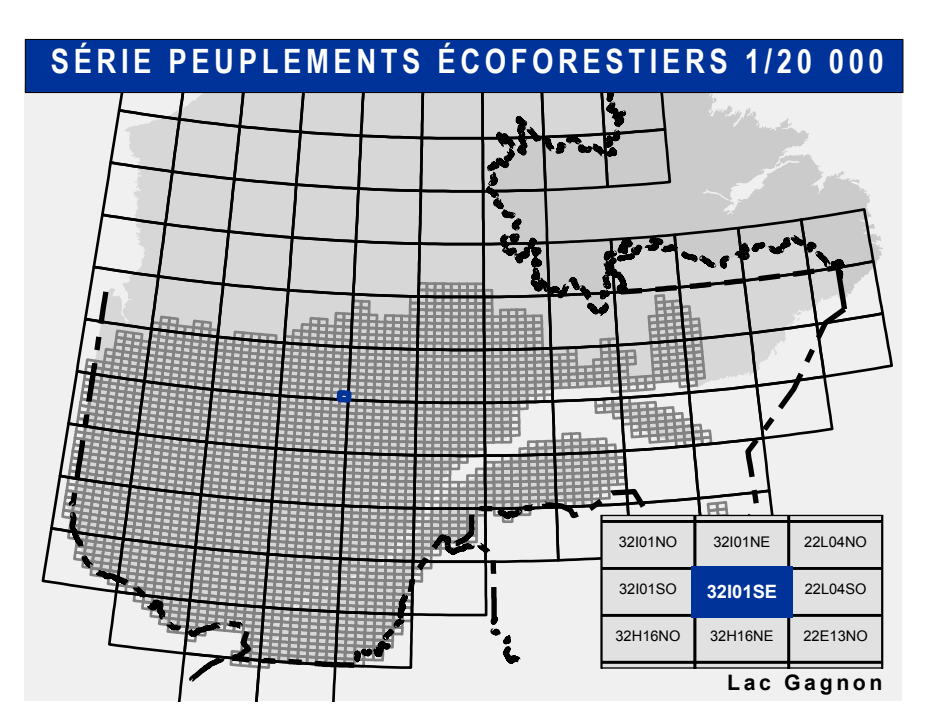 SÉRIE PEUPLEMENTS ÉCOFORESTIERS 1/20 000
32I01NO 32I01NE 22L04NO
32I01SO 32I01SE 22L04SO
32H16NO 32H16NE 22E13NO
Lac Gagnon